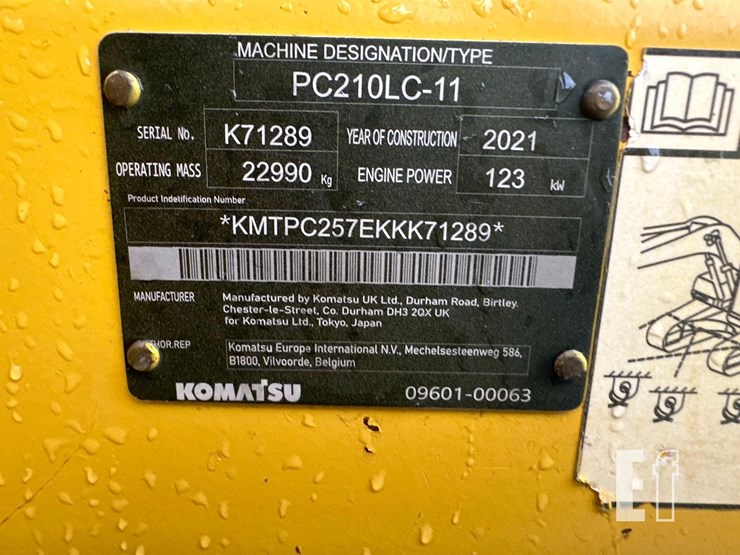 MACHINE DESIGNATION/TYPE
PC210LC-11
SERIAL No. K71289 YEAR OF CONSTRUCTION 2021
OPERATING MASS 22990 Kg ENGINE POWER 123 kW
Product Indetification Number
*KMTPC257EKKK71289*
MANUFACTURER Manufactured by Komatsu UK Ltd., Durham Road, Birtley,
Chester-le-Street, Co. Durham DH3 2QX UK
for Komatsu Ltd., Tokyo, Japan
HOR.REP Komatsu Europe International N.V., Mechelsesteenweg 586,
B1800, Vilvoorde, Belgium
KOMATSU 09601-00063